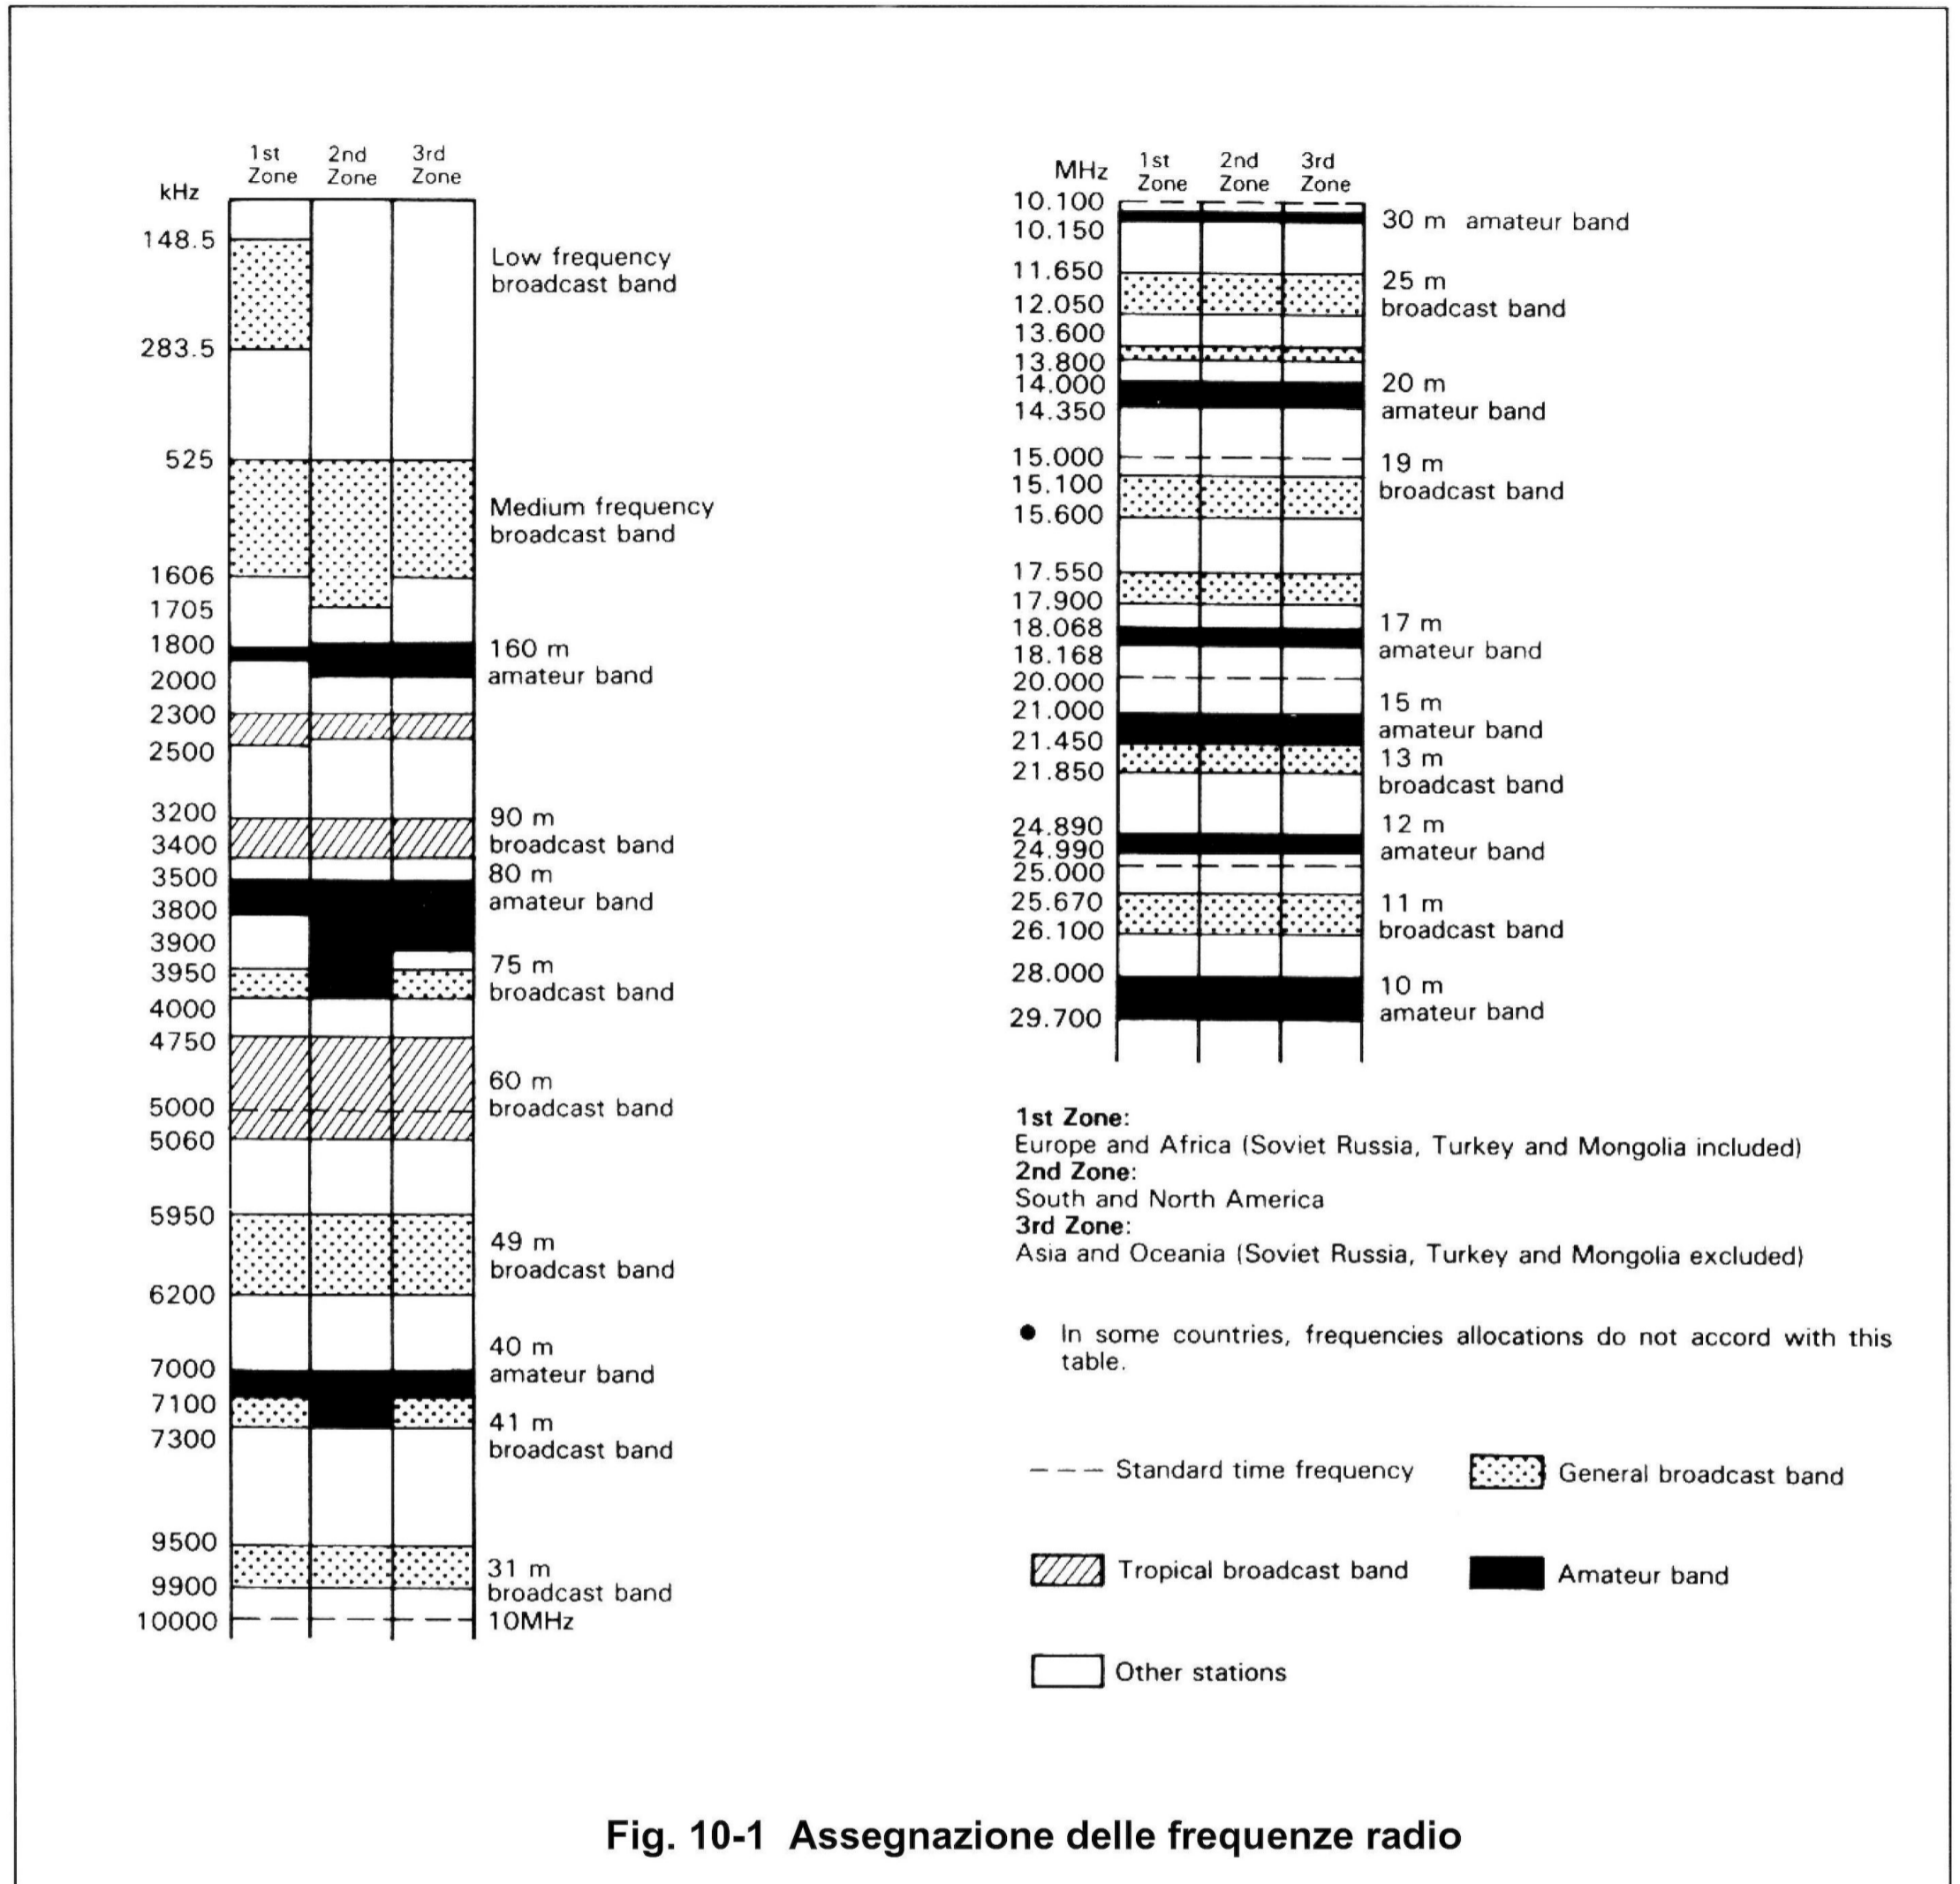 1st Zone
2nd Zone
3rd Zone
kHz
148.5
283.5
525
1606
1705
1800
2000
2300
2500
3200
3400
3500
3800
3900
3950
4000
4750
5000
5060
5950
6200
7000
7100
7300
9500
9900
10000
Low frequency
broadcast band
Medium frequency
broadcast band
160 m
amateur band
90 m
broadcast band
80 m
amateur band
75 m
broadcast band
60 m
broadcast band
49 m
broadcast band
40 m
amateur band
41 m
broadcast band
31 m
broadcast band
10MHz
MHz
1st Zone
2nd Zone
3rd Zone
10.100
10.150
11.650
12.050
13.600
13.800
14.000
14.350
15.000
15.100
15.600
17.550
17.900
18.068
18.168
20.000
21.000
21.450
21.850
24.890
24.990
25.000
25.670
26.100
28.000
29.700
30 m amateur band
25 m
broadcast band
20 m
amateur band
19 m
broadcast band
17 m
amateur band
15 m
amateur band
13 m
broadcast band
12 m
amateur band
11 m
broadcast band
10 m
amateur band
1st Zone:
Europe and Africa (Soviet Russia, Turkey and Mongolia included)
2nd Zone:
South and North America
3rd Zone:
Asia and Oceania (Soviet Russia, Turkey and Mongolia excluded)
● In some countries, frequencies allocations do not accord with this
table.
Standard time frequency
General broadcast band
Tropical broadcast band
Amateur band
Other stations
Fig. 10-1 Assegnazione delle frequenze radio